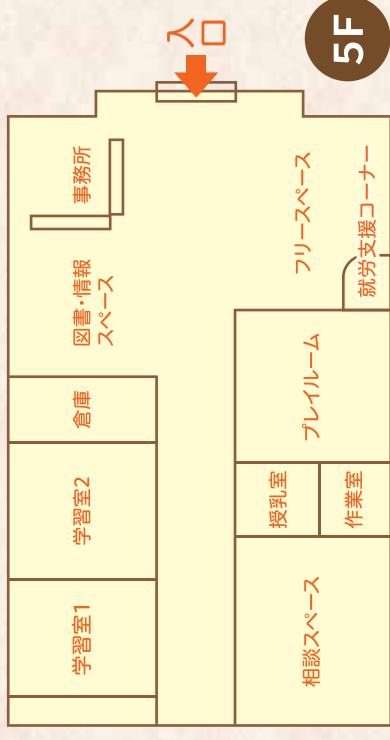 5F
入口
事務所
図書・情報
スペース
倉庫
学習室2
学習室1
フリースペース
就労支援コーナー
プレイルーム
授乳室
作業室
相談スペース